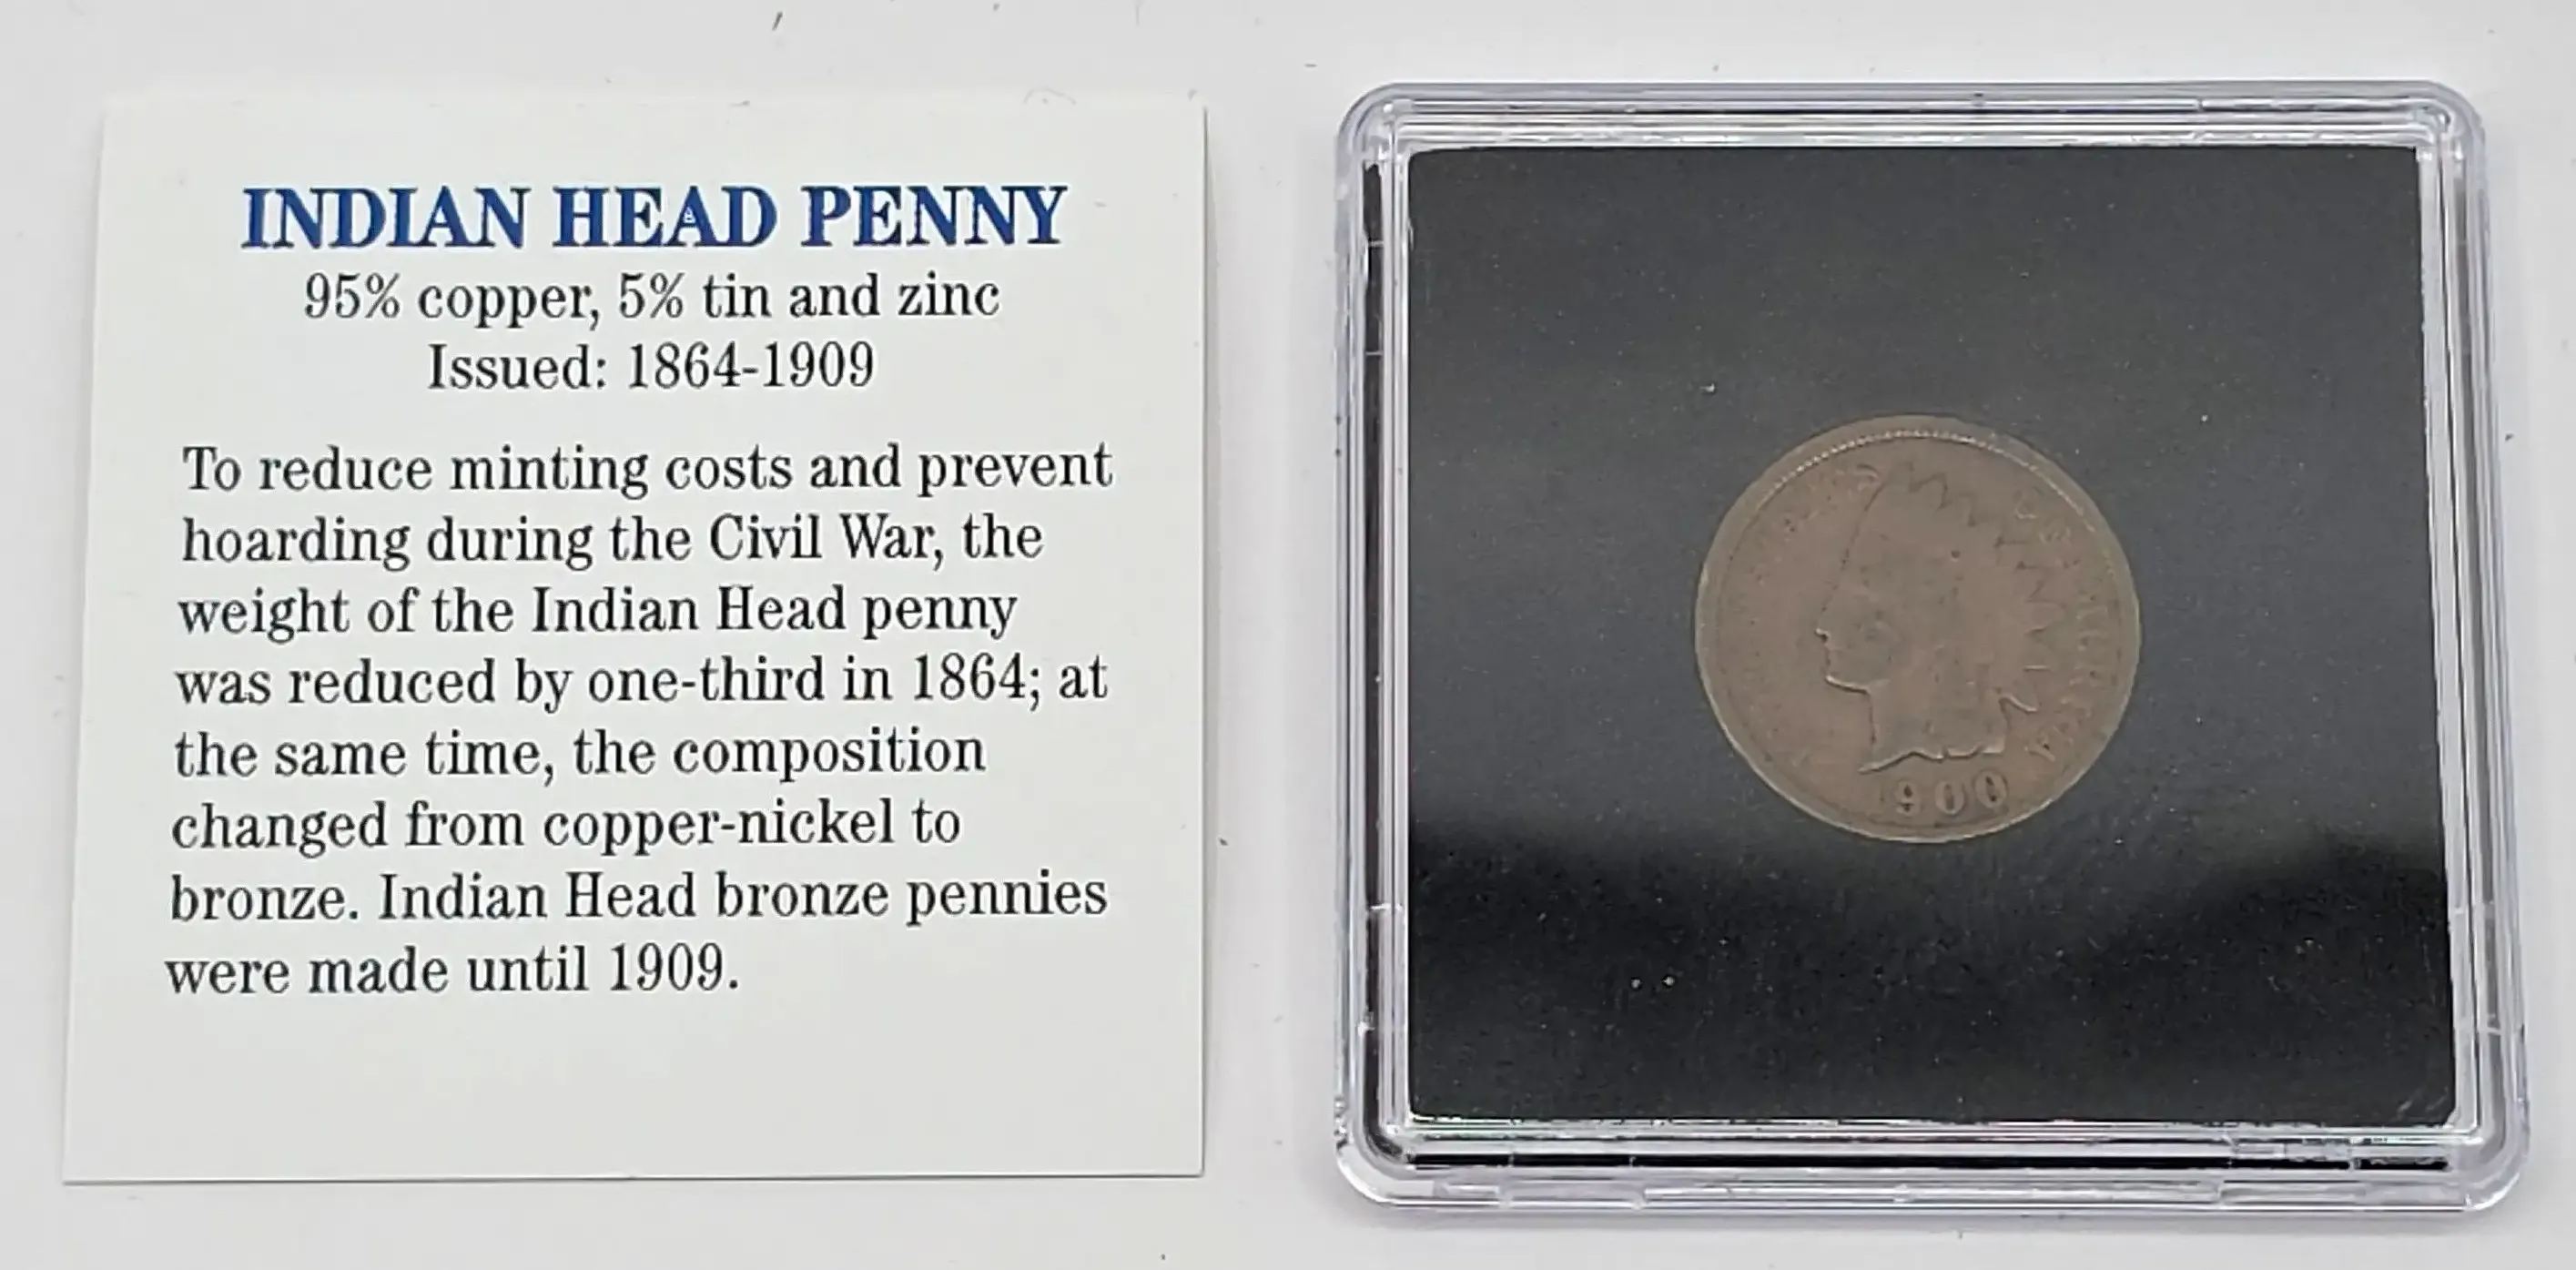 INDIAN HEAD PENNY
95% copper, 5% tin and zinc
Issued: 1864-1909
To reduce minting costs and prevent
hoarding during the Civil War, the
weight of the Indian Head penny
was reduced by one-third in 1864; at
the same time, the composition
changed from copper-nickel to
bronze. Indian Head bronze pennies
were made until 1909.
1900